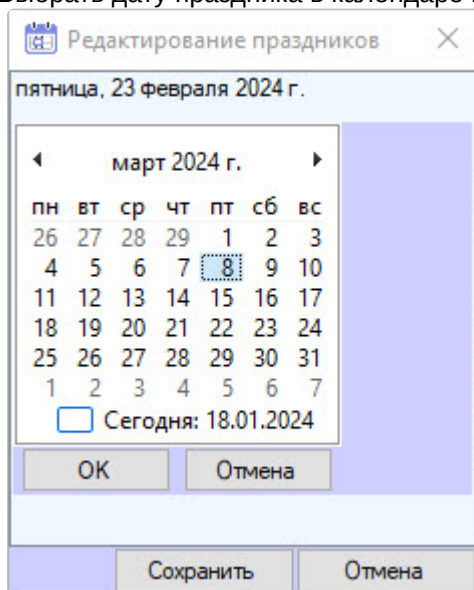 Выбрать дату праздника в календаре
Редактирование праздников
пятница, 23 февраля 2024 г.
март 2024 г.
пн вт ср чт пт сб вс
26 27 28 29 1 2 3
4 5 6 7 8 9 10
11 12 13 14 15 16 17
18 19 20 21 22 23 24
25 26 27 28 29 30 31
1 2 3 4 5 6 7
Сегодня: 18.01.2024
OK Отмена
Сохранить Отмена